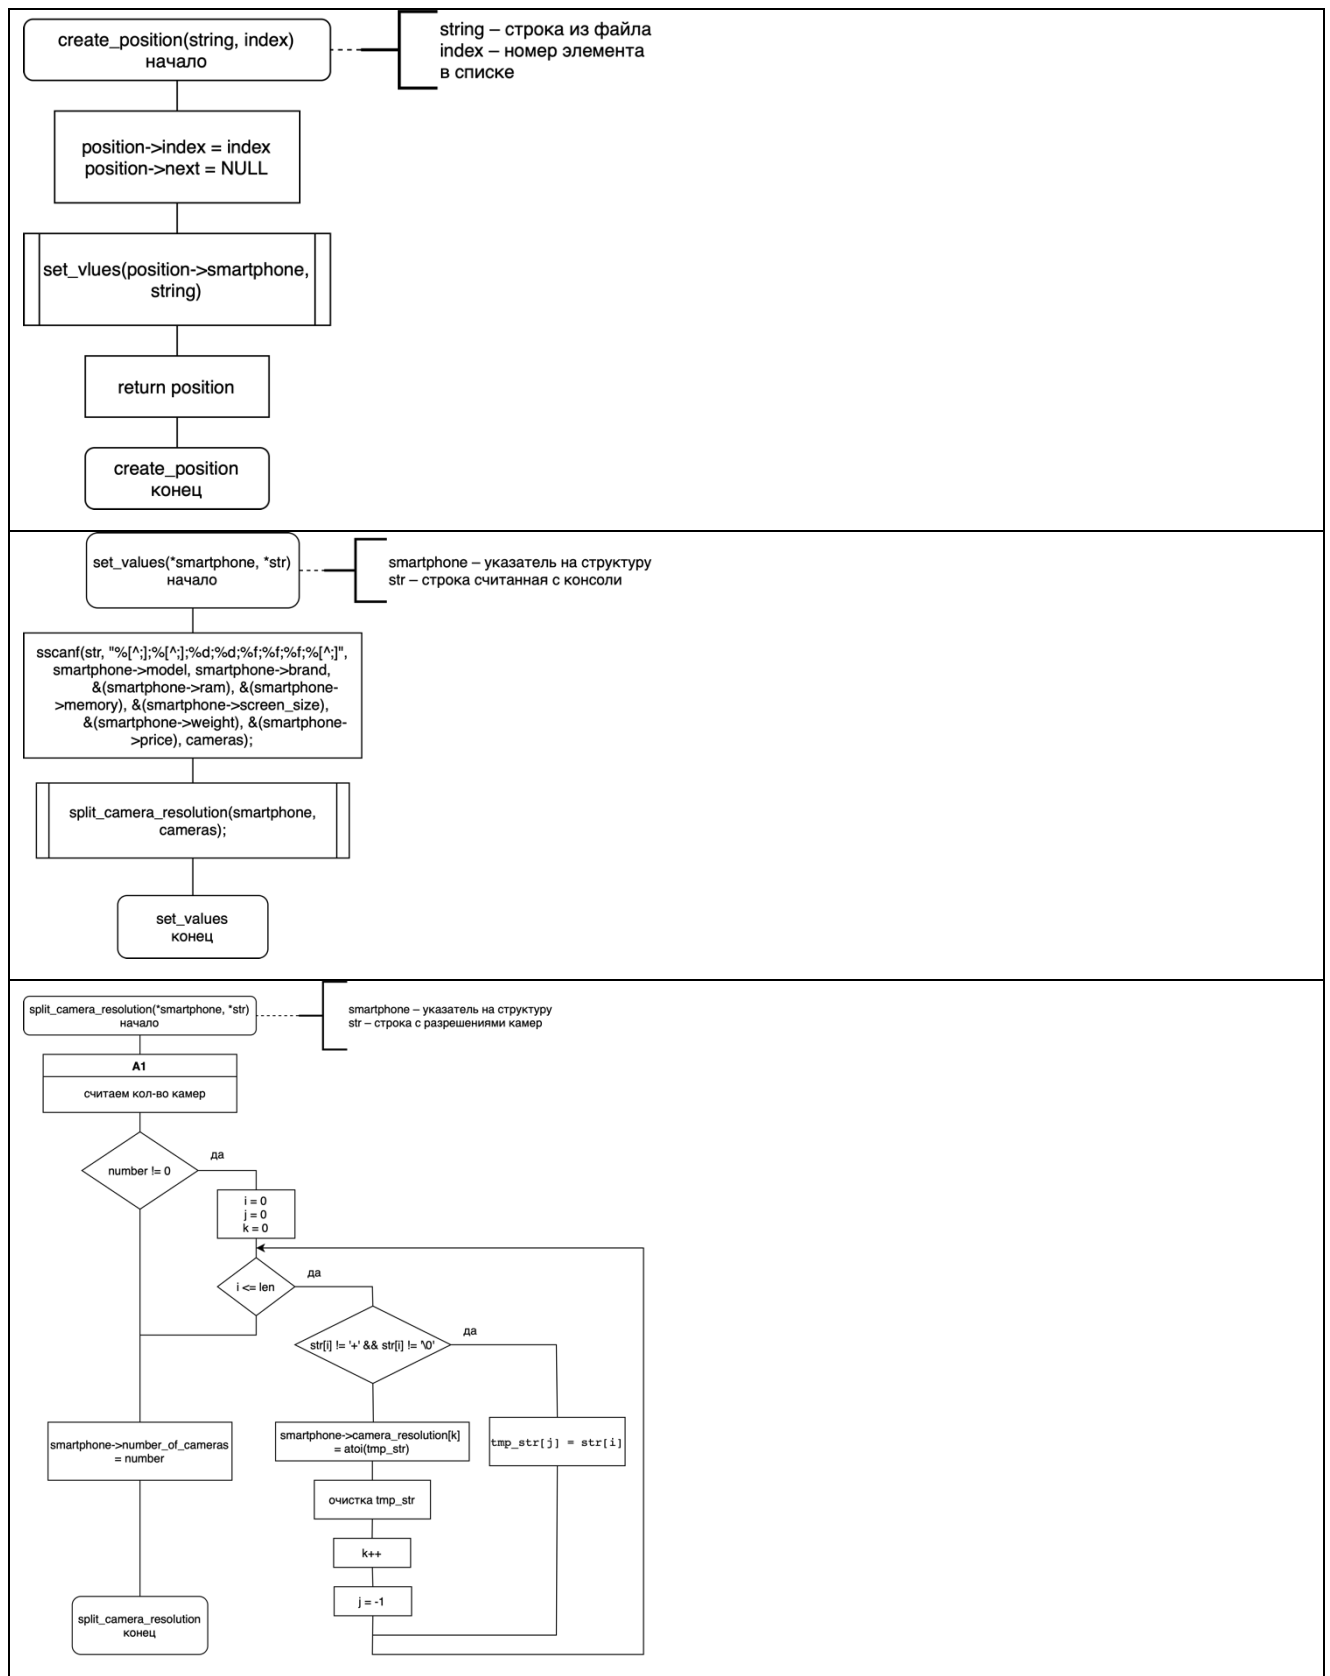 create_position(string, index)
начало
string – строка из файла
index – номер элемента
в списке
position->index = index
position->next = NULL
set_vlues(position->smartphone,
string)
return position
create_position
конец
set_values(*smartphone, *str)
начало
smartphone – указатель на структуру
str – строка считанная с консоли
sscanf(str, "%[^;];%[^;];%d;%d;%f;%f;%f;%[^;]",
smartphone->model, smartphone->brand,
&(smartphone->ram), &(smartphone-
>memory), &(smartphone->screen_size),
&(smartphone->weight), &(smartphone-
>price), cameras);
split_camera_resolution(smartphone,
cameras);
set_values
конец
split_camera_resolution(*smartphone, *str)
начало
smartphone – указатель на структуру
str – строка с разрешениями камер
A1
считаем кол-во камер
number != 0
да
i = 0
j = 0
k = 0
i <= len
да
str[i] != '+' && str[i] != '\0'
да
smartphone->number_of_cameras
= number
smartphone->camera_resolution[k]
= atoi(tmp_str)
tmp_str[j] = str[i]
очистка tmp_str
k++
j = -1
split_camera_resolution
конец